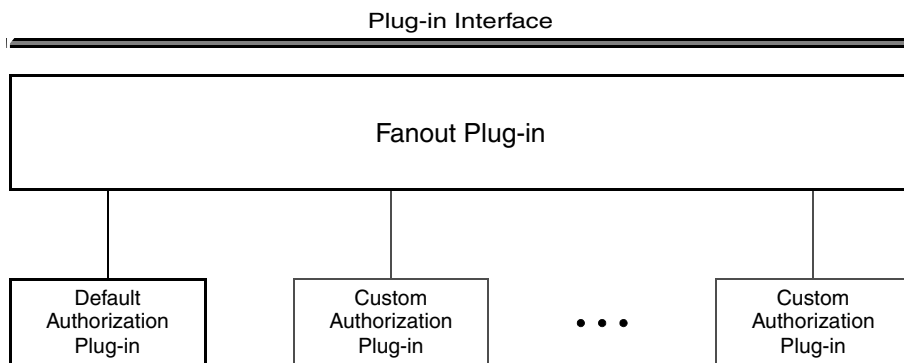 Plug-in Interface
Fanout Plug-in
Default
Authorization
Plug-in
Custom
Authorization
Plug-in
• • •
Custom
Authorization
Plug-in